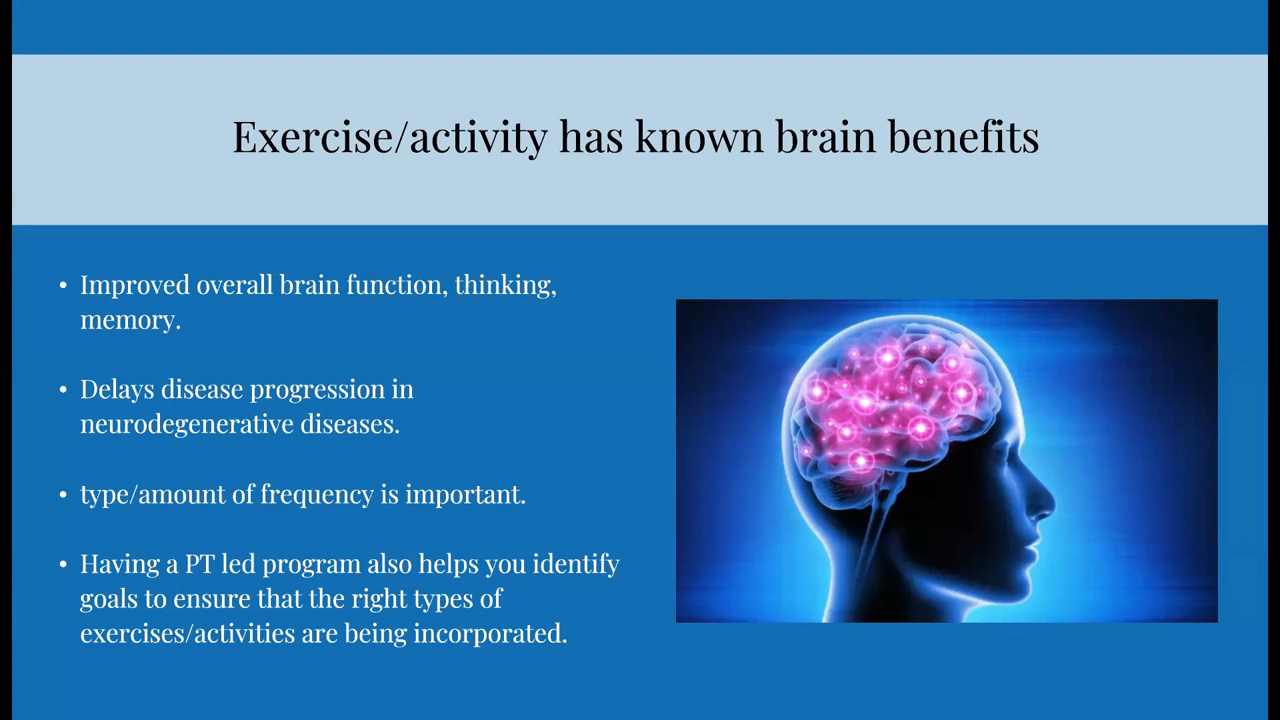 Exercise/activity has known brain benefits
• Improved overall brain function, thinking,
memory.
• Delays disease progression in
neurodegenerative diseases.
• type/amount of frequency is important.
• Having a PT led program also helps you identify
goals to ensure that the right types of
exercises/activities are being incorporated.